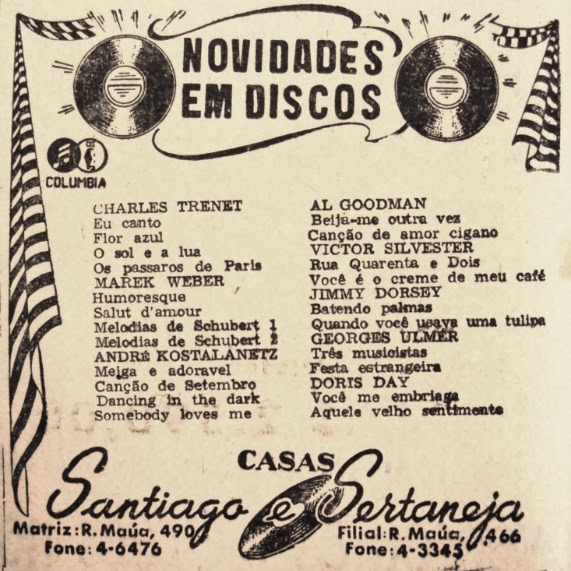 NOVIDADES
EM DISCOS
COLUMBIA
CHARLES TRENET
Eu canto
Flor azul
O sol e a lua
Os passaros de Paris
MAREK WEBER
Humoresque
Salut d'amour
Melodias de Schubert 1
Melodias de Schubert 2
ANDRÉ KOSTALANETZ
Meiga e adoravel
Canção de Setembro
Dancing in the dark
Somebody loves me
AL GOODMAN
Beija-me outra vez
Canção de amor cigano
VICTOR SILVESTER
Rua Quarenta e Dois
Você é o creme de meu café
JIMMY DORSEY
Batendo palmas
Quando você usava uma tulipa
GEORGES ULMER
Três musicistas
Festa estrangeira
DORIS DAY
Você me embriaga
Aquele velho sentimento
CASAS
Santiago e Sertaneja
Matriz: R. Maúa, 490
Fone: 4-6476
Filial: R. Maúa, 466
Fone: 4-3345